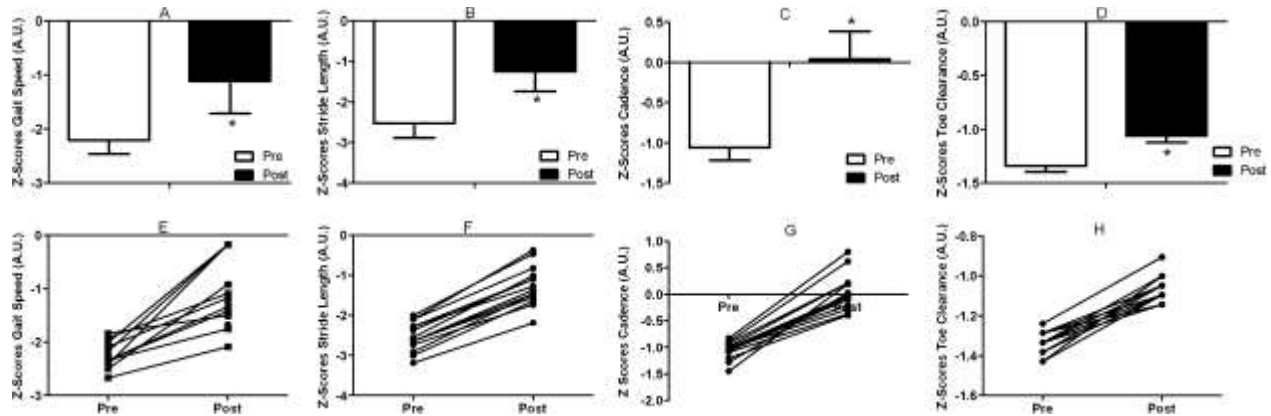 A
Z-Scores Gait Speed (A.U.)
0
-1
-2
-3
*
Pre
Post
B
Z-Scores Stride Length (A.U.)
0
-1
-2
-3
-4
*
Pre
Post
C
Z Scores Cadence (A.U.)
0.5
0.0
-0.5
-1.0
-1.5
*
Pre
Post
D
Z-Scores Toe Clearance (A.U.)
0.0
-0.5
-1.0
-1.5
*
Pre
Post
E
Z-Scores Gait Speed (A.U.)
0
-1
-2
-3
Pre
Post
F
Z-Scores Stride Length (A.U.)
0
-1
-2
-3
-4
Pre
Post
G
Z Scores Cadence (A.U.)
1.0
0.5
0.0
-0.5
-1.0
-1.5
-2.0
Pre
H
Z-Scores Toe Clearance (A.U.)
-0.8
-1.0
-1.2
-1.4
-1.6
Pre
Post